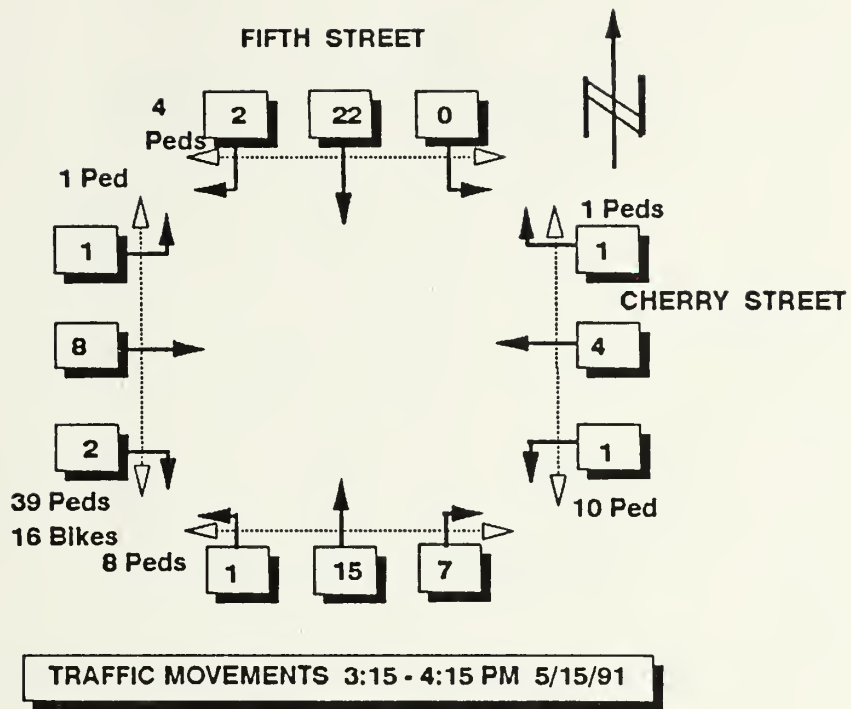 FIFTH STREET
4
Peds
2
22
0
N
1 Ped
1 Peds
1
1
CHERRY STREET
8
4
2
1
39 Peds
16 Bikes
10 Ped
8 Peds
1
15
7
TRAFFIC MOVEMENTS 3:15 - 4:15 PM 5/15/91